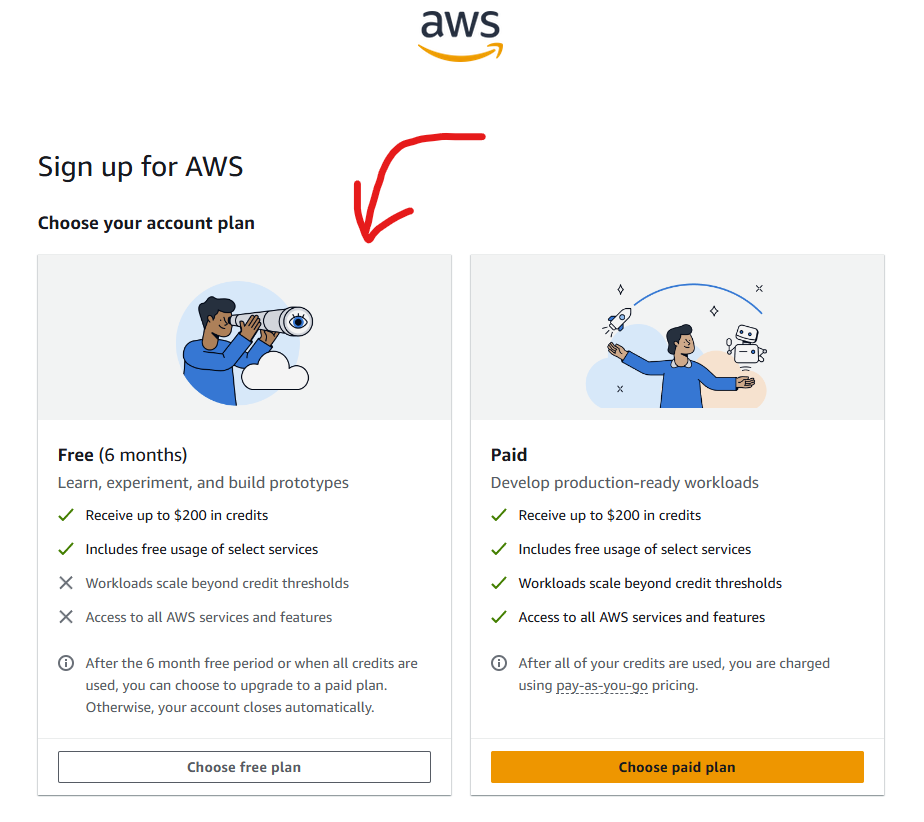 aws
Sign up for AWS
Choose your account plan
Free (6 months)
Learn, experiment, and build prototypes
Receive up to $200 in credits
Includes free usage of select services
Workloads scale beyond credit thresholds
Access to all AWS services and features
After the 6 month free period or when all credits are
used, you can choose to upgrade to a paid plan.
Otherwise, your account closes automatically.
Choose free plan
Paid
Develop production-ready workloads
Receive up to $200 in credits
Includes free usage of select services
Workloads scale beyond credit thresholds
Access to all AWS services and features
After all of your credits are used, you are charged
using pay-as-you-go pricing.
Choose paid plan